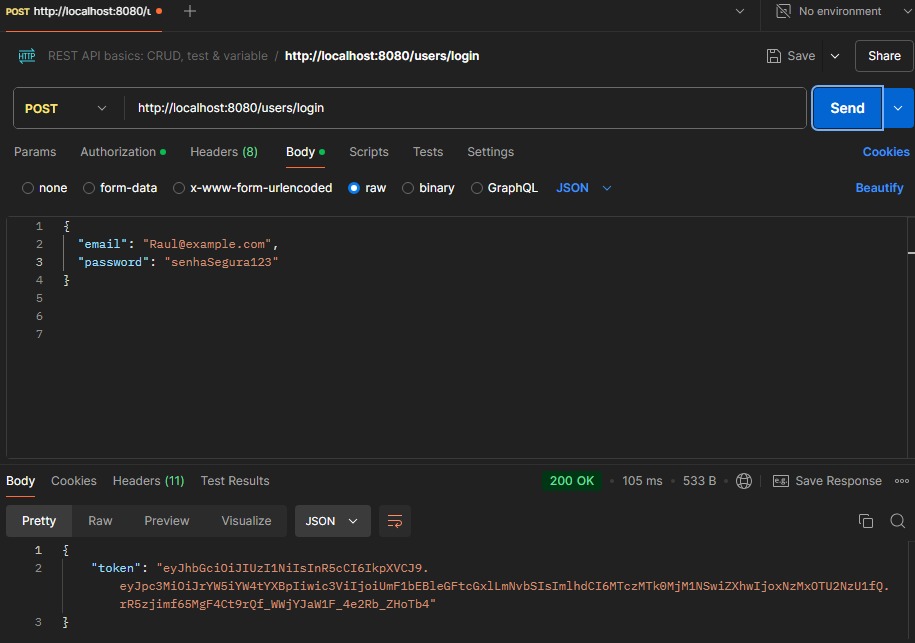 POST http://localhost:8080/u
No environment
HTTP REST API basics: CRUD, test & variable / http://localhost:8080/users/login
Save
Share
POST
http://localhost:8080/users/login
Send
Params Authorization Headers (8) Body Scripts Tests Settings Cookies
none form-data x-www-form-urlencoded raw binary GraphQL JSON Beautify
1 {
2 "email": "Raul@example.com",
3 "password": "senhaSegura123"
4 }
5
6
7
Body Cookies Headers (11) Test Results 200 OK 105 ms 533 B e.g. Save Response
Pretty Raw Preview Visualize JSON
1 {
2 "token": "eyJhbGciOiJIUzI1NiIsInR5cCI6IkpXVCJ9.
eyJpc3MiOiJrYW5iYW4tYXBpIiwic3ViIjoiUmF1bEBleGFtcGxlLmNvbSIsImlhdCI6MTczMTk0MjM1NSwiZXhwIjoxNzMxOTU2NzU1fQ.
rR5zjimf65MgF4Ct9rQf_WWjYJaW1F_4e2Rb_ZHoTb4"
3 }